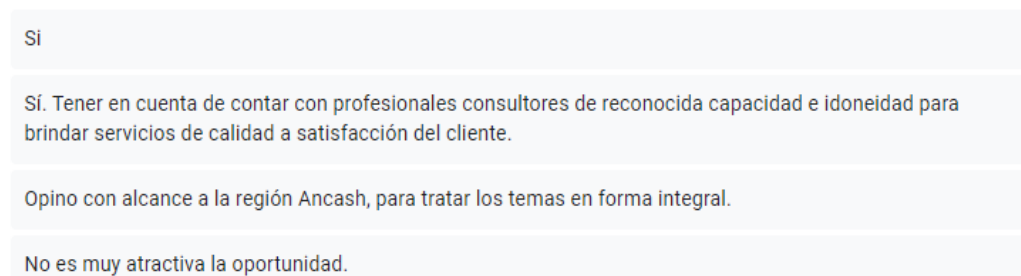 Si
Sí. Tener en cuenta de contar con profesionales consultores de reconocida capacidad e idoneidad para
brindar servicios de calidad a satisfacción del cliente.
Opino con alcance a la región Ancash, para tratar los temas en forma integral.
No es muy atractiva la oportunidad.